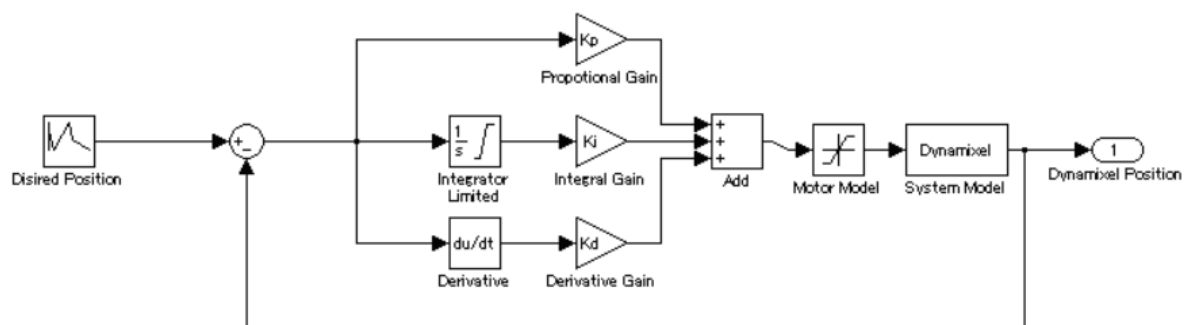 Kp
Propotional Gain
Disired Position
+
-
1
s
Integrator
Limited
Ki
Integral Gain
du/dt
Derivative
Kd
Derivative Gain
+
+
+
Add
Motor Model
Dynamixel
System Model
1
Dynamixel Position